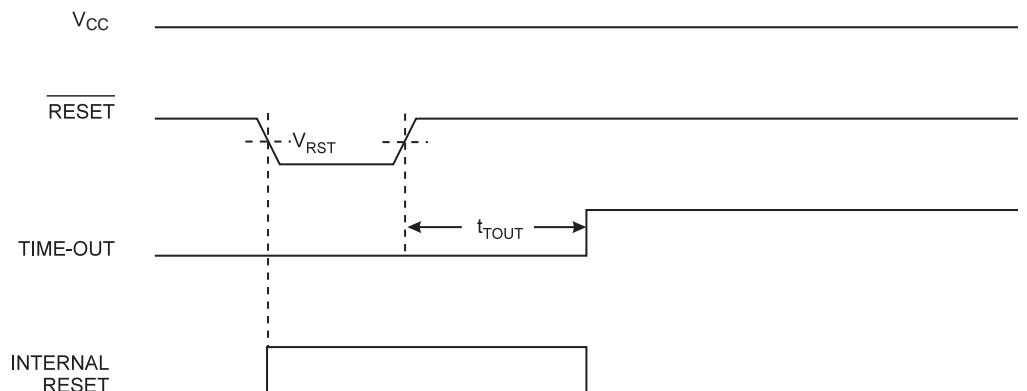 VCC
RESET
VRST
tTOUT
TIME-OUT
INTERNAL
RESET